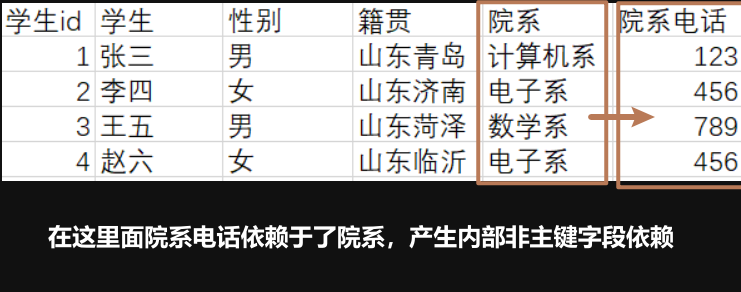 学生id 学生 性别 籍贯 院系 院系电话
1 张三 男 山东青岛 计算机系 123
2 李四 女 山东济南 电子系 456
3 王五 男 山东菏泽 数学系 789
4 赵六 女 山东临沂 电子系 456
在这里面院系电话依赖于了院系，产生内部非主键字段依赖